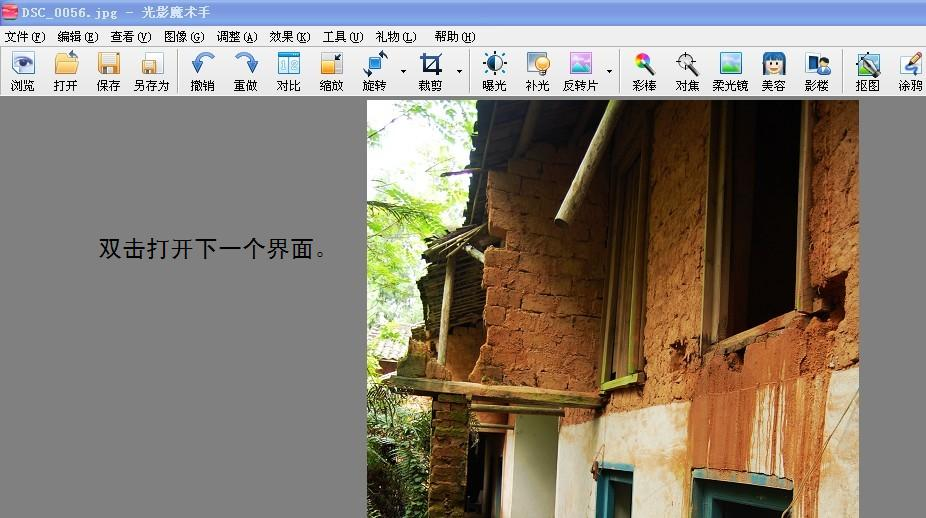 DSC_0056.jpg - 光影魔术手
文件(F) 编辑(E) 查看(V) 图像(G) 调整(A) 效果(K) 工具(U) 礼物(L) 帮助(H)
浏览 打开 保存 另存为 撤销 重做 对比 缩放 旋转 裁剪 曝光 补光 反转片 彩棒 对焦 柔光镜 美容 影楼 抠图 涂鸦
双击打开下一个界面。